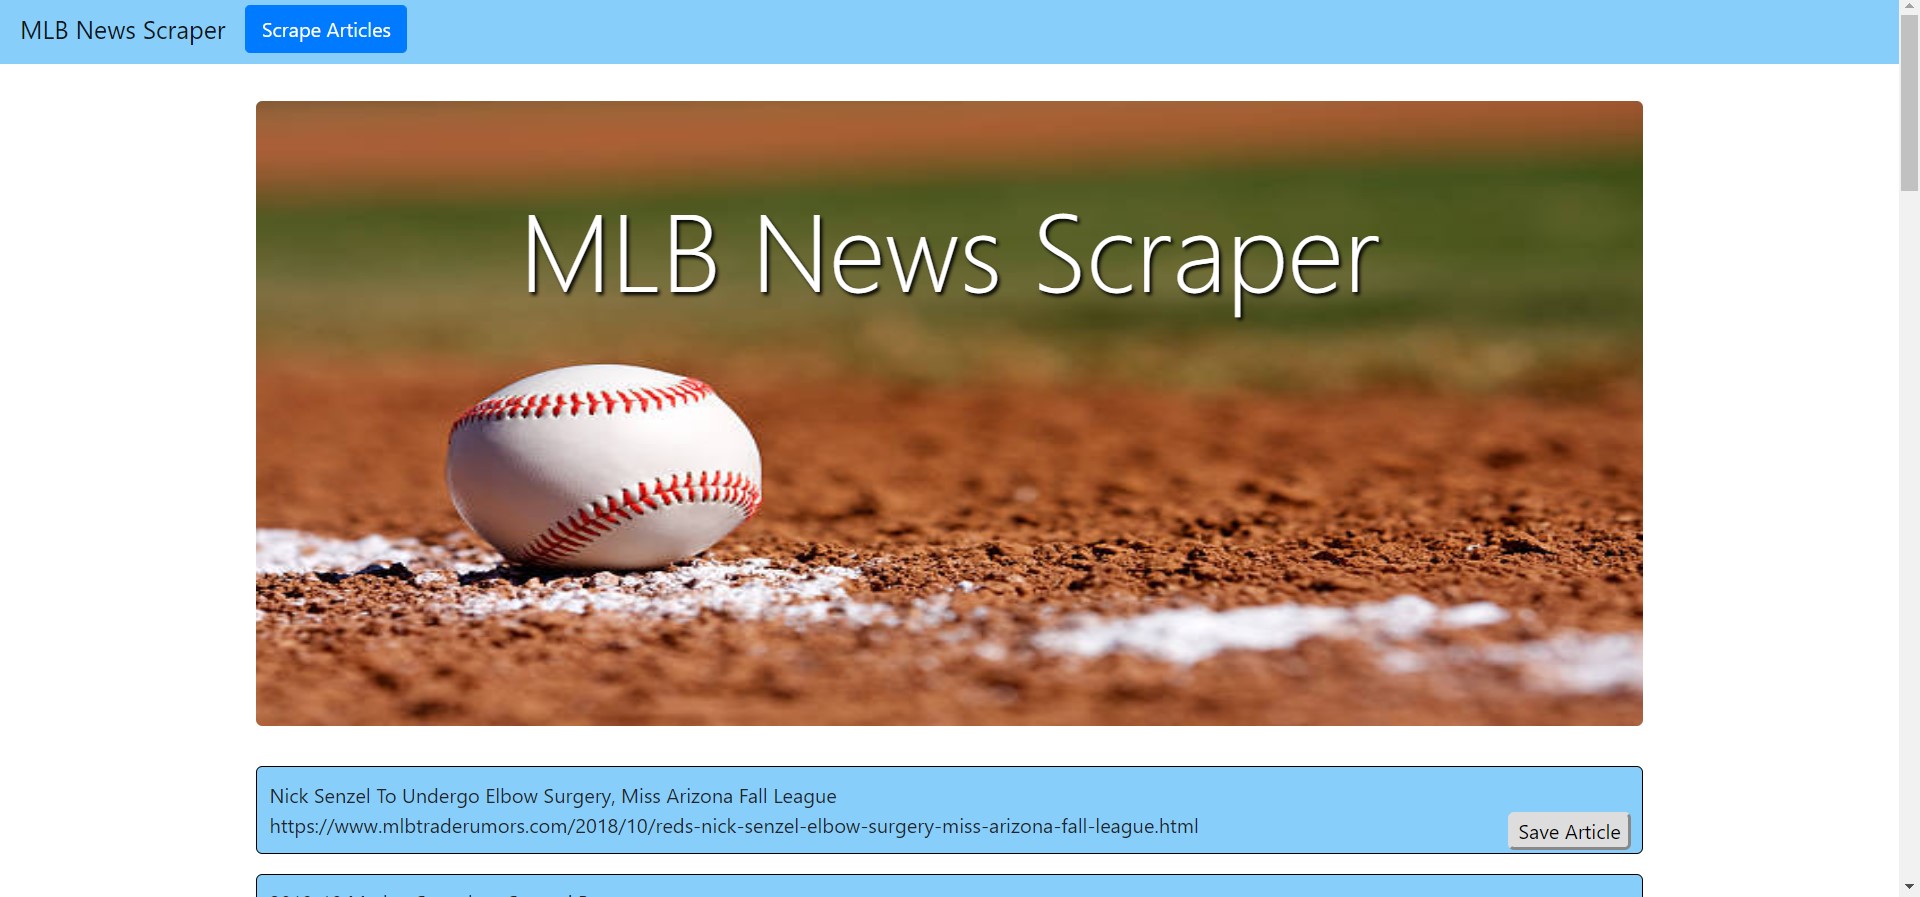 MLB News Scraper
Scrape Articles
MLB News Scraper
Nick Senzel To Undergo Elbow Surgery, Miss Arizona Fall League
https://www.mlbtraderumors.com/2018/10/reds-nick-senzel-elbow-surgery-miss-arizona-fall-league.html
Save Article